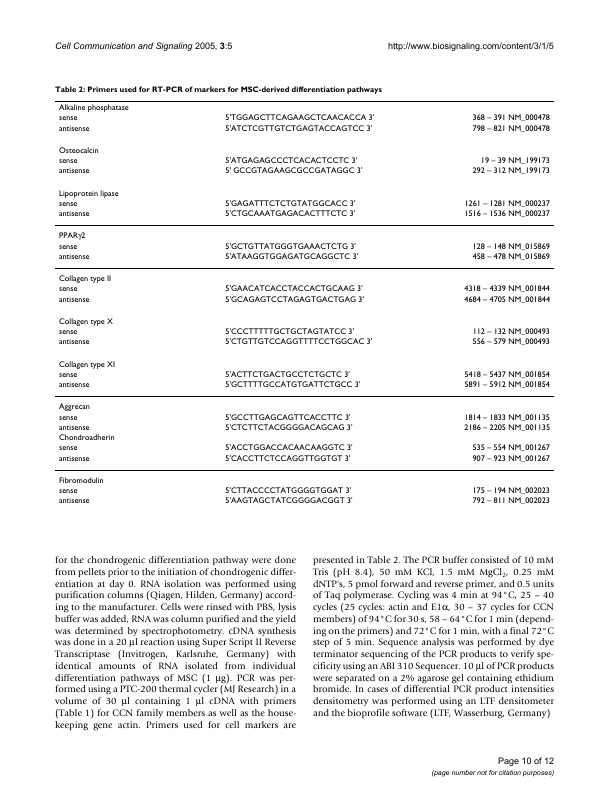 Cell Communication and Signaling 2005, 3:5
http://www.biosignaling.com/content/3/1/5
Table 2: Primers used for RT-PCR of markers for MSC-derived differentiation pathways
Alkaline phosphatase
sense 5'TGGAGCTTCAGAAGCTCAACACCA 3' 368 – 391 NM_000478
antisense 5'ATCTCGTTGTCTGAGTACCAGTCC 3' 798 – 821 NM_000478
Osteocalcin
sense 5'ATGAGAGCCCTCACACTCCTC 3' 19 – 39 NM_199173
antisense 5' GCCGTAGAAGCGCCGATAGGC 3' 292 – 312 NM_199173
Lipoprotein lipase
sense 5'GAGATTTCTCTGTATGGCACC 3' 1261 – 1281 NM_000237
antisense 5'CTGCAAATGAGACACTTTCTC 3' 1516 – 1536 NM_000237
PPARγ2
sense 5'GCTGTTATGGGTGAAACTCTG 3' 128 – 148 NM_015869
antisense 5'ATAAGGTGGAGATGCAGGCTC 3' 458 – 478 NM_015869
Collagen type II
sense 5'GAACATCACCTACCACTGCAAG 3' 4318 – 4339 NM_001844
antisense 5'GCAGAGTCCTAGAGTGACTGAG 3' 4684 – 4705 NM_001844
Collagen type X
sense 5'CCCTTTTTGCTGCTAGTATCC 3' 112 – 132 NM_000493
antisense 5'CTGTTGTCCAGGTTTTCCTGGCAC 3' 556 – 579 NM_000493
Collagen type XI
sense 5'ACTTCTGACTGCCTCTGCTC 3' 5418 – 5437 NM_001854
antisense 5'GCTTTTGCCATGTGATTCTGCC 3' 5891 – 5912 NM_001854
Aggrecan
sense 5'GCCTTGAGCAGTTCACCTTC 3' 1814 – 1833 NM_001135
antisense 5'CTCTTCTACGGGGACAGCAG 3' 2186 – 2205 NM_001135
Chondroadherin
sense 5'ACCTGGACCACAACAAGGTC 3' 535 – 554 NM_001267
antisense 5'CACCTTCTCCAGGTTGGTGT 3' 907 – 923 NM_001267
Fibromodulin
sense 5'CTTACCCCTATGGGGTGGAT 3' 175 – 194 NM_002023
antisense 5'AAGTAGCTATCGGGGACGGT 3' 792 – 811 NM_002023
for the chondrogenic differentiation pathway were done
from pellets prior to the initiation of chondrogenic differ-
entiation at day 0. RNA isolation was performed using
purification columns (Qiagen, Hilden, Germany) accord-
ing to the manufacturer. Cells were rinsed with PBS, lysis
buffer was added, RNA was column purified and the yield
was determined by spectrophotometry. cDNA synthesis
was done in a 20 μl reaction using Super Script II Reverse
Transcriptase (Invitrogen, Karlsruhe, Germany) with
identical amounts of RNA isolated from individual
differentiation pathways of MSC (1 μg). PCR was per-
formed using a PTC-200 thermal cycler (MJ Research) in a
volume of 30 μl containing 1 μl cDNA with primers
(Table 1) for CCN family members as well as the house-
keeping gene actin. Primers used for cell markers are
presented in Table 2. The PCR buffer consisted of 10 mM
Tris (pH 8.4), 50 mM KCl, 1.5 mM MgCl₂, 0.25 mM
dNTP's, 5 pmol forward and reverse primer, and 0.5 units
of Taq polymerase. Cycling was 4 min at 94°C, 25 – 40
cycles (25 cycles: actin and E1α, 30 – 37 cycles for CCN
members) of 94°C for 30 s, 58 – 64°C for 1 min (depend-
ing on the primers) and 72°C for 1 min, with a final 72°C
step of 5 min. Sequence analysis was performed by dye
terminator sequencing of the PCR products to verify spe-
cificity using an ABI 310 Sequencer. 10 μl of PCR products
were separated on a 2% agarose gel containing ethidium
bromide. In cases of differential PCR product intensities
densitometry was performed using an LTF densitometer
and the bioprofile software (LTF, Wasserburg, Germany)
Page 10 of 12
(page number not for citation purposes)